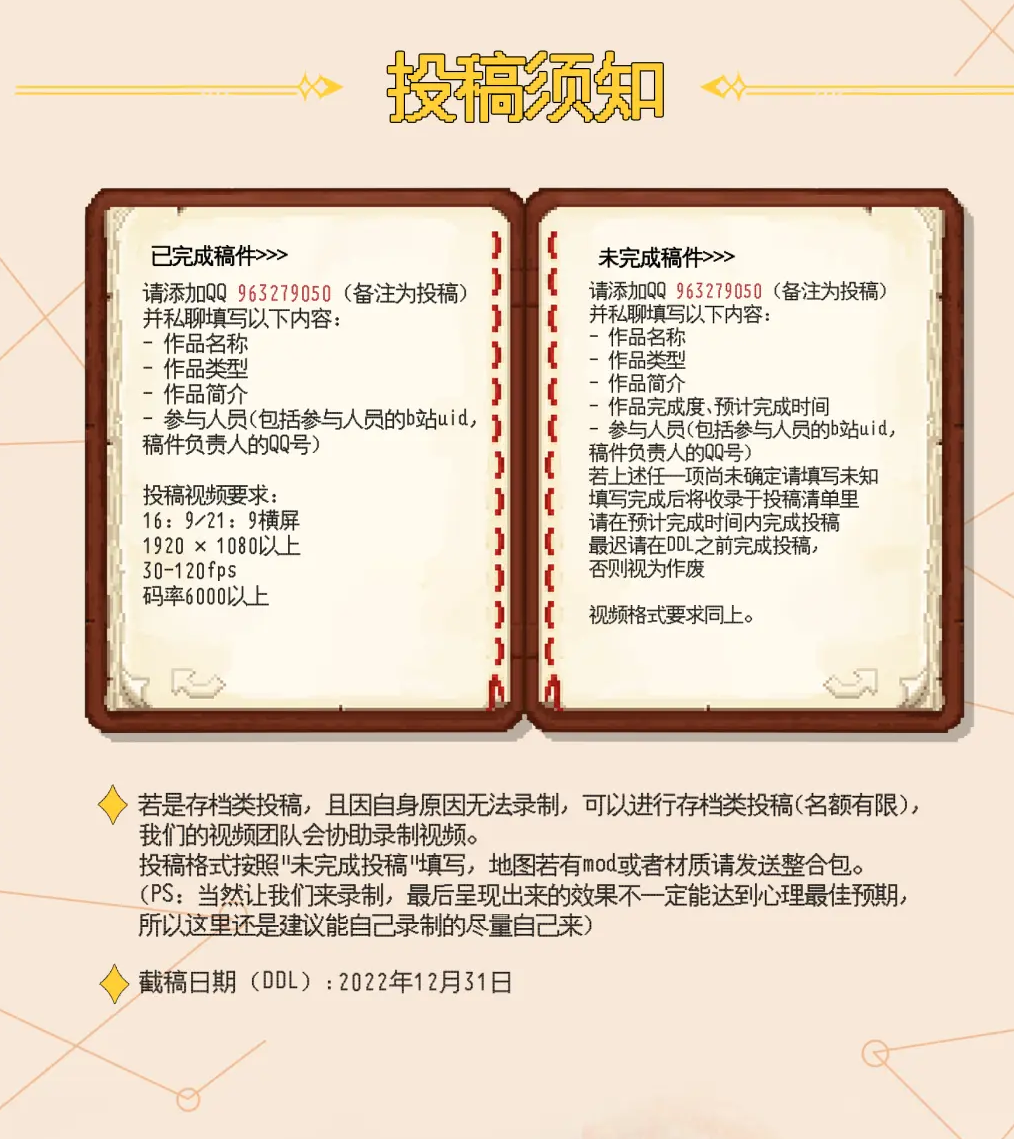 投稿须知
已完成稿件>>>
请添加QQ 963279050（备注为投稿）
并私聊填写以下内容：
- 作品名称
- 作品类型
- 作品简介
- 参与人员(包括参与人员的b站uid，
稿件负责人的QQ号)
投稿视频要求：
16：9/21：9横屏
1920 × 1080以上
30-120fps
码率6000以上
未完成稿件>>>
请添加QQ 963279050（备注为投稿）
并私聊填写以下内容：
- 作品名称
- 作品类型
- 作品简介
- 作品完成度、预计完成时间
- 参与人员(包括参与人员的b站uid，
稿件负责人的QQ号)
若上述任一项尚未确定请填写未知
填写完成后将收录于投稿清单里
请在预计完成时间内完成投稿
最迟请在DDL之前完成投稿，
否则视为作废
视频格式要求同上。
若是存档类投稿，且因自身原因无法录制，可以进行存档类投稿(名额有限)，
我们的视频团队会协助录制视频。
投稿格式按照"未完成投稿"填写，地图若有mod或者材质请发送整合包。
(PS：当然让我们来录制，最后呈现出来的效果不一定能达到心理最佳预期，
所以这里还是建议能自己录制的尽量自己来)
截稿日期（DDL）:2022年12月31日